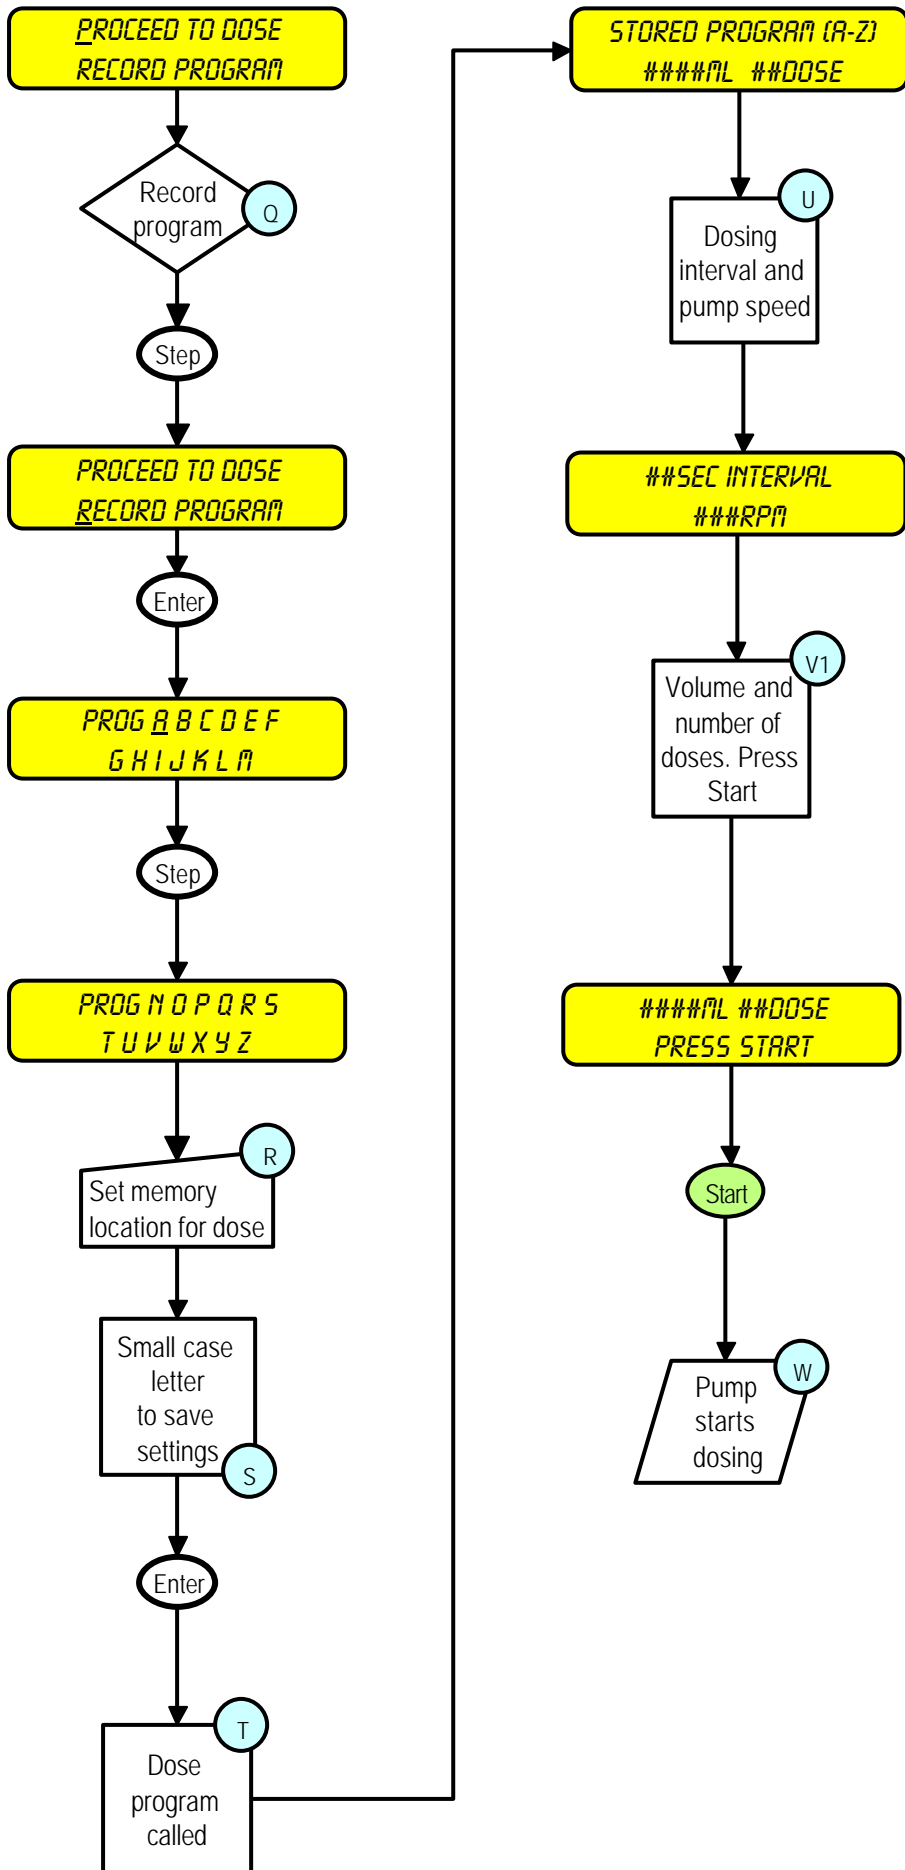 PROCEED TO DOSE
RECORD PROGRAM
Record
program
Q
Step
PROCEED TO DOSE
RECORD PROGRAM
Enter
PROG A B C D E F
G H I J K L M
Step
PROG N O P Q R S
T U V W X Y Z
R
Set memory
location for dose
Small case
letter
to save
settings
S
Enter
T
Dose
program
called
STORED PROGRAM (A-Z)
####ML ##DOSE
U
Dosing
interval and
pump speed
##SEC INTERVAL
###RPM
V1
Volume and
number of
doses. Press
Start
####ML ##DOSE
PRESS START
Start
W
Pump
starts
dosing